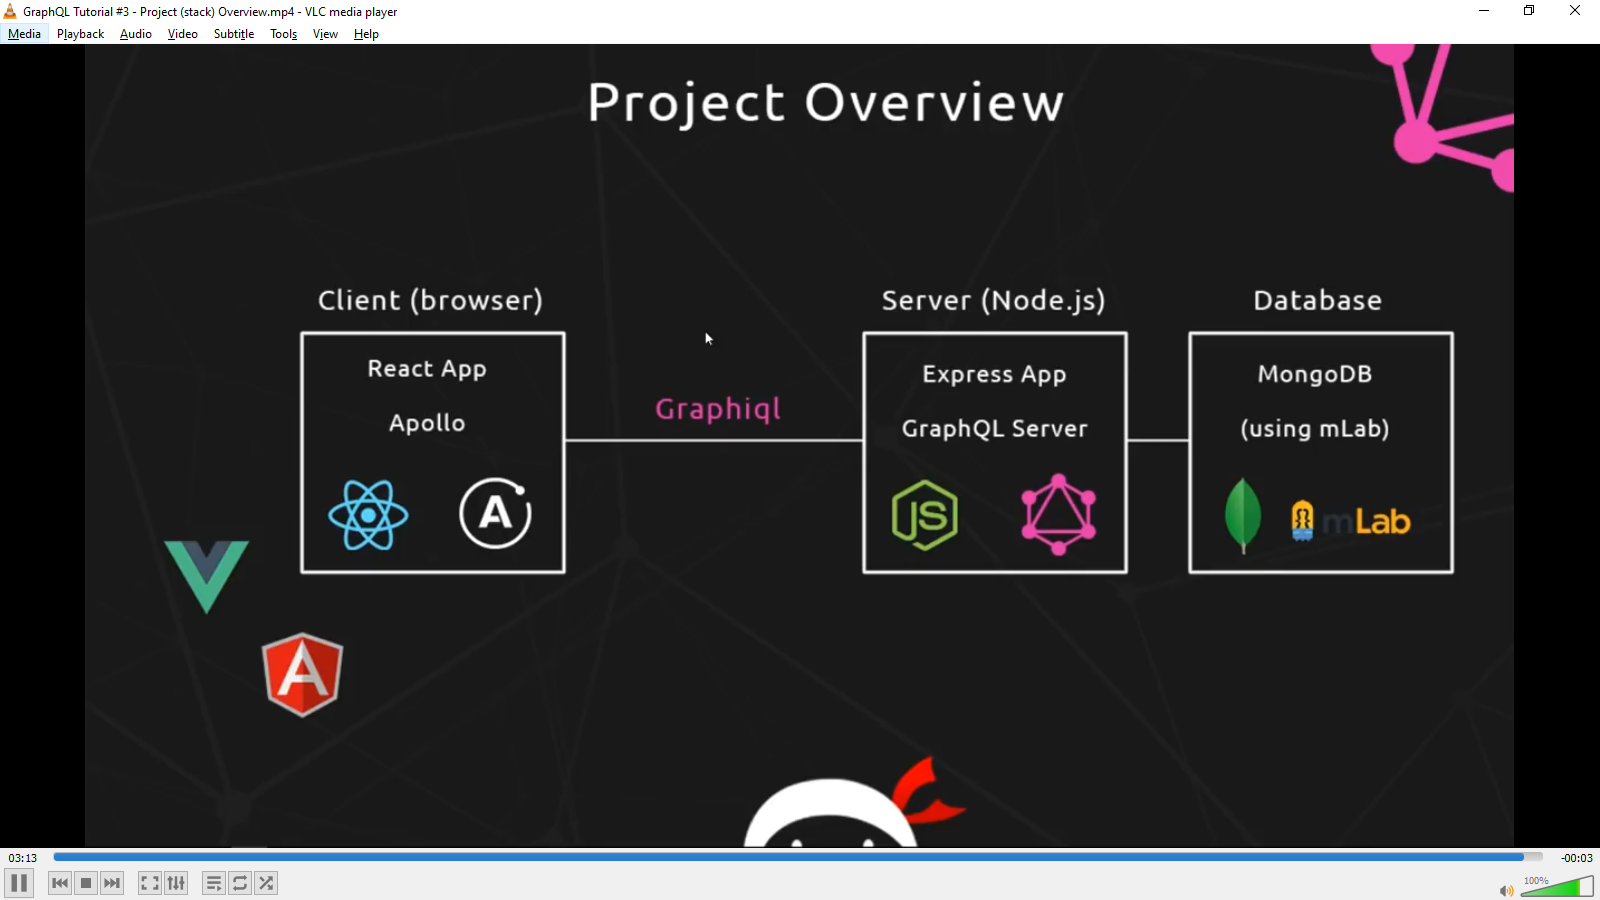 GraphQL Tutorial #3 - Project (stack) Overview.mp4 - VLC media player
Media Playback Audio Video Subtitle Tools View Help
Project Overview
Client (browser)
React App
Apollo
A
A
Graphiql
Server (Node.js)
Express App
GraphQL Server
JS
Database
MongoDB
(using mLab)
mLab
03:13
-00:03
100%